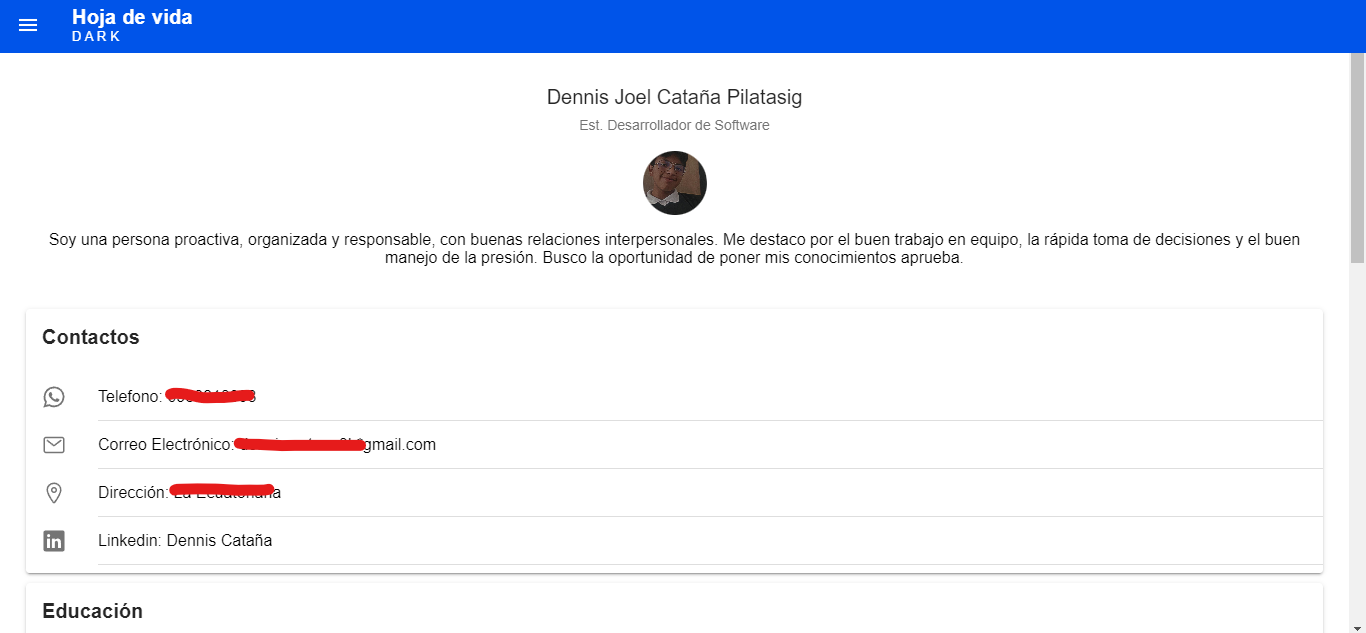 Hoja de vida
DARK
Dennis Joel Cataña Pilatasig
Est. Desarrollador de Software
Soy una persona proactiva, organizada y responsable, con buenas relaciones interpersonales. Me destaco por el buen trabajo en equipo, la rápida toma de decisiones y el buen
manejo de la presión. Busco la oportunidad de poner mis conocimientos aprueba.
Contactos
Telefono:
Correo Electrónico: gmail.com
Dirección:
in Linkedin: Dennis Cataña
Educación